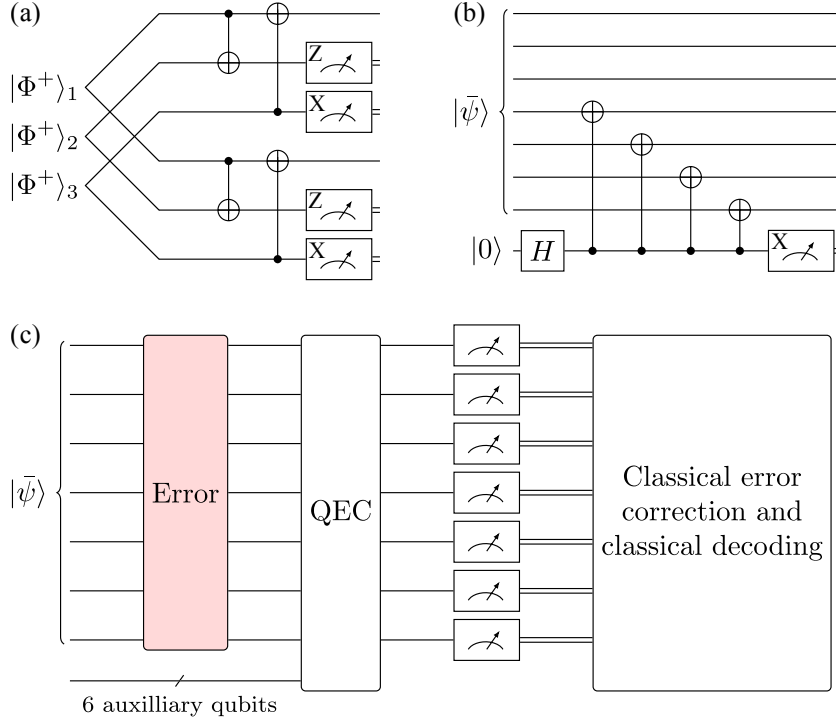 (a)
|Φ⁺⟩₁
|Φ⁺⟩₂
|Φ⁺⟩₃
Z
X
Z
X
(b)
|ψ̄⟩
|0⟩ H X
(c)
|ψ̄⟩
Error
QEC
Classical error
correction and
classical decoding
6 auxilliary qubits